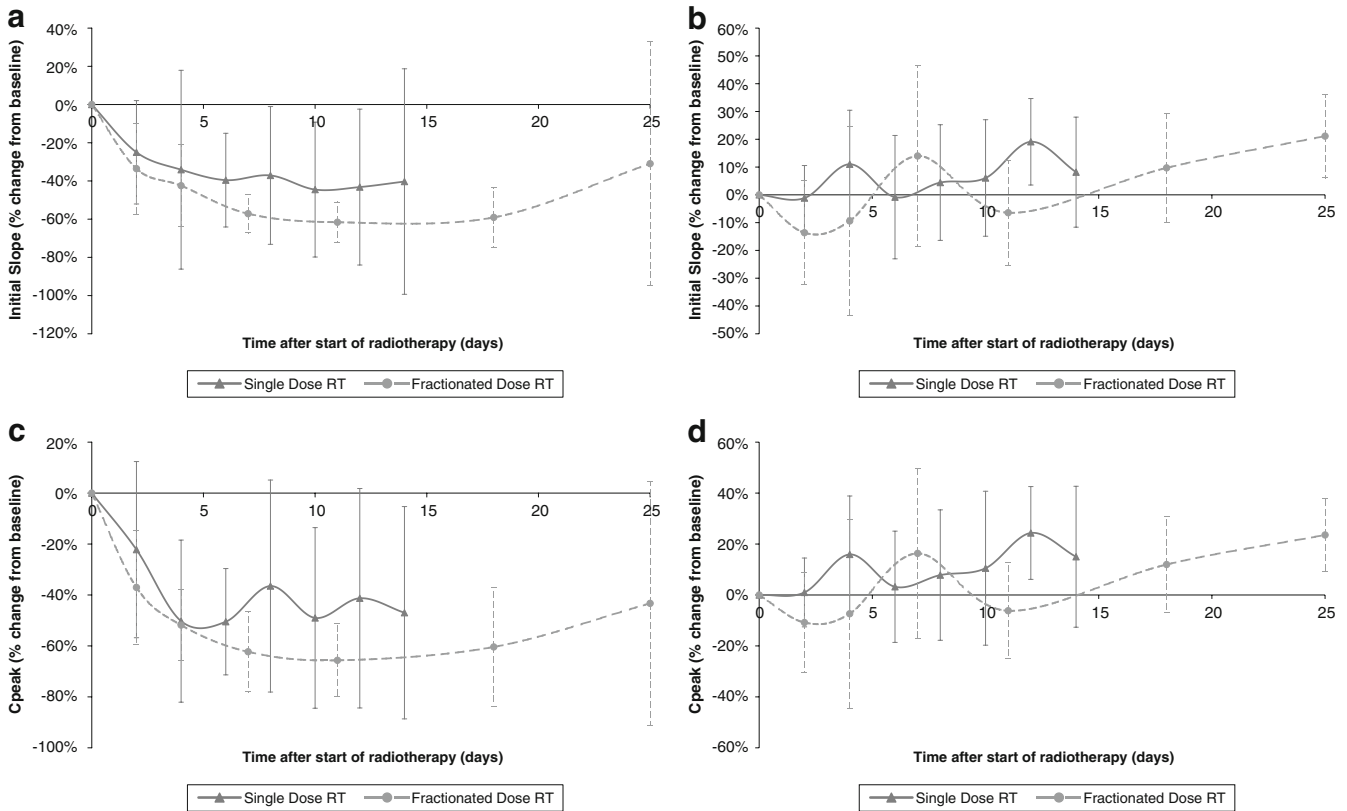 a
Initial Slope (% change from baseline)
40%
20%
0%
-20%
-40%
-60%
-80%
-100%
-120%
0 5 10 15 20 25
Time after start of radiotherapy (days)
Single Dose RT Fractionated Dose RT
b
Initial Slope (% change from baseline)
60%
50%
40%
30%
20%
10%
0%
-10%
-20%
-30%
-40%
-50%
0 5 10 15 20 25
Time after start of radiotherapy (days)
Single Dose RT Fractionated Dose RT
c
Cpeak (% change from baseline)
20%
0%
-20%
-40%
-60%
-80%
-100%
0 5 10 15 20 25
Time after start of radiotherapy (days)
Single Dose RT Fractionated Dose RT
d
Cpeak (% change from baseline)
60%
40%
20%
0%
-20%
-40%
-60%
0 5 10 15 20 25
Time after start of radiotherapy (days)
Single Dose RT Fractionated Dose RT